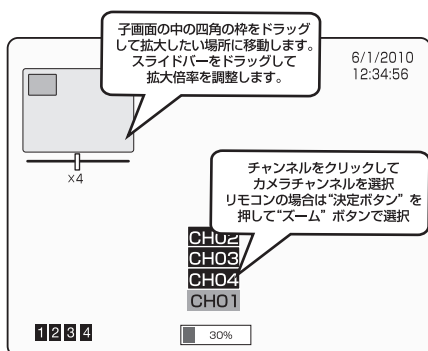 子画面の中の四角の枠をドラッグ
して拡大したい場所に移動します。
スライドバーをドラッグして
拡大倍率を調整します。
6/1/2010
12:34:56
×4
チャンネルをクリックして
カメラチャンネルを選択
リモコンの場合は“決定ボタン”を
押して“ズーム”ボタンで選択
CH02
CH03
CH04
CH01
1 2 3 4
30%